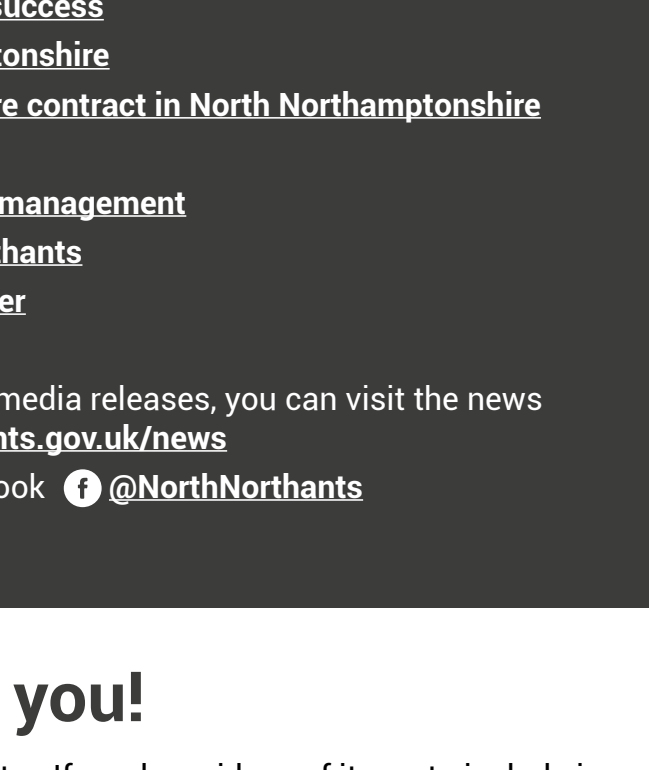 success
tonshire
re contract in North Northamptonshire
management
thants
er
media releases, you can visit the news
nts.gov.uk/news
ook @NorthNorthants
you!